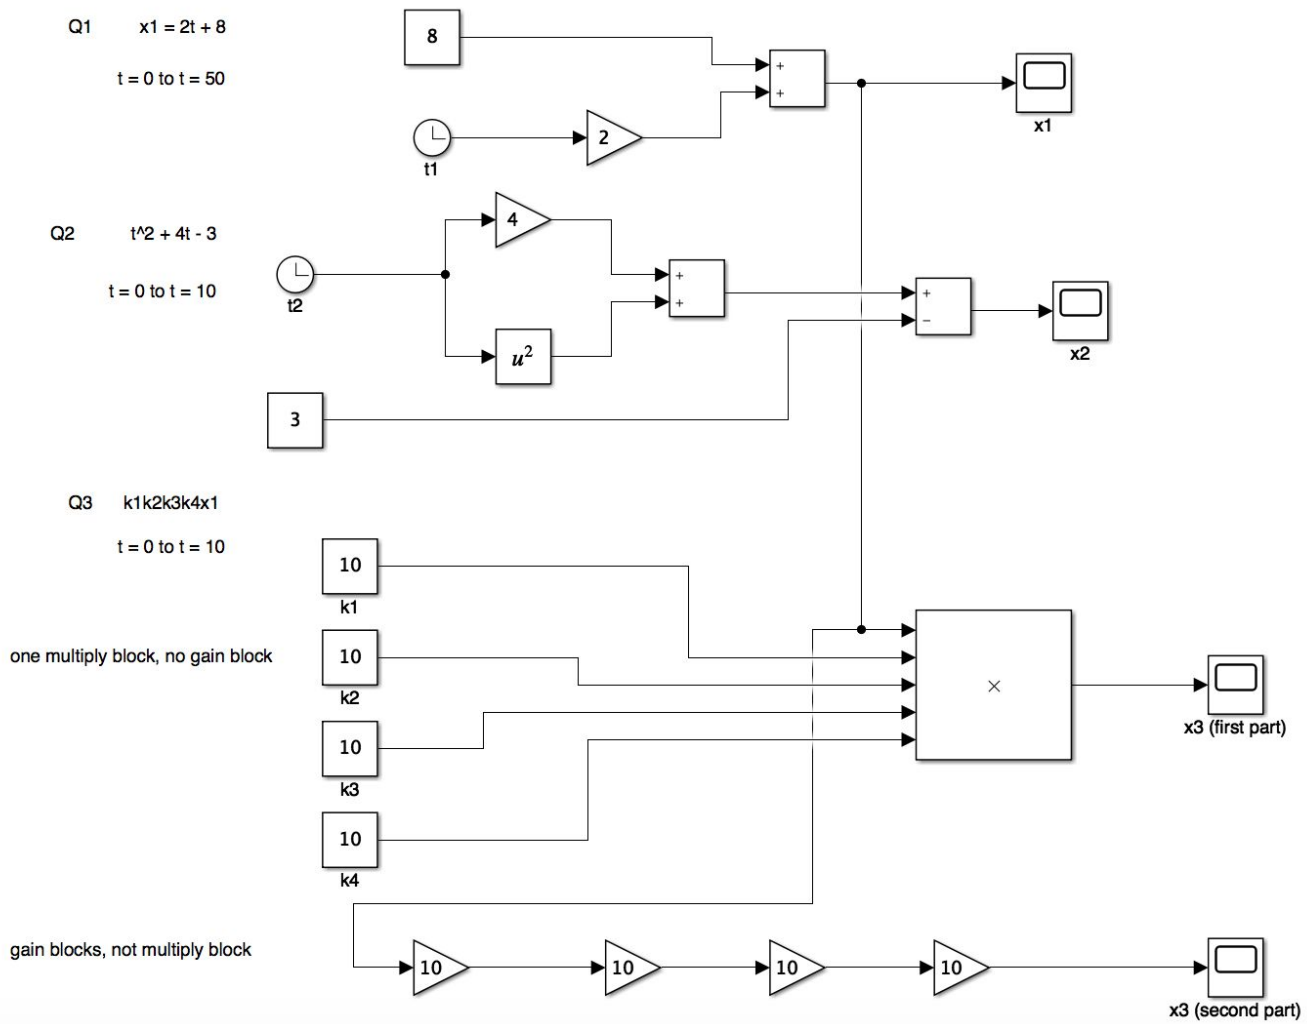 Q1 x1 = 2t + 8
t = 0 to t = 50
8
+
+
x1
2
t1
Q2 t^2 + 4t - 3
t = 0 to t = 10
4
t2
+
+
+
−
x2
u²
3
Q3 k1k2k3k4x1
t = 0 to t = 10
10
k1
one multiply block, no gain block
10
k2
×
x3 (first part)
10
k3
10
k4
gain blocks, not multiply block
10 10 10 10
x3 (second part)